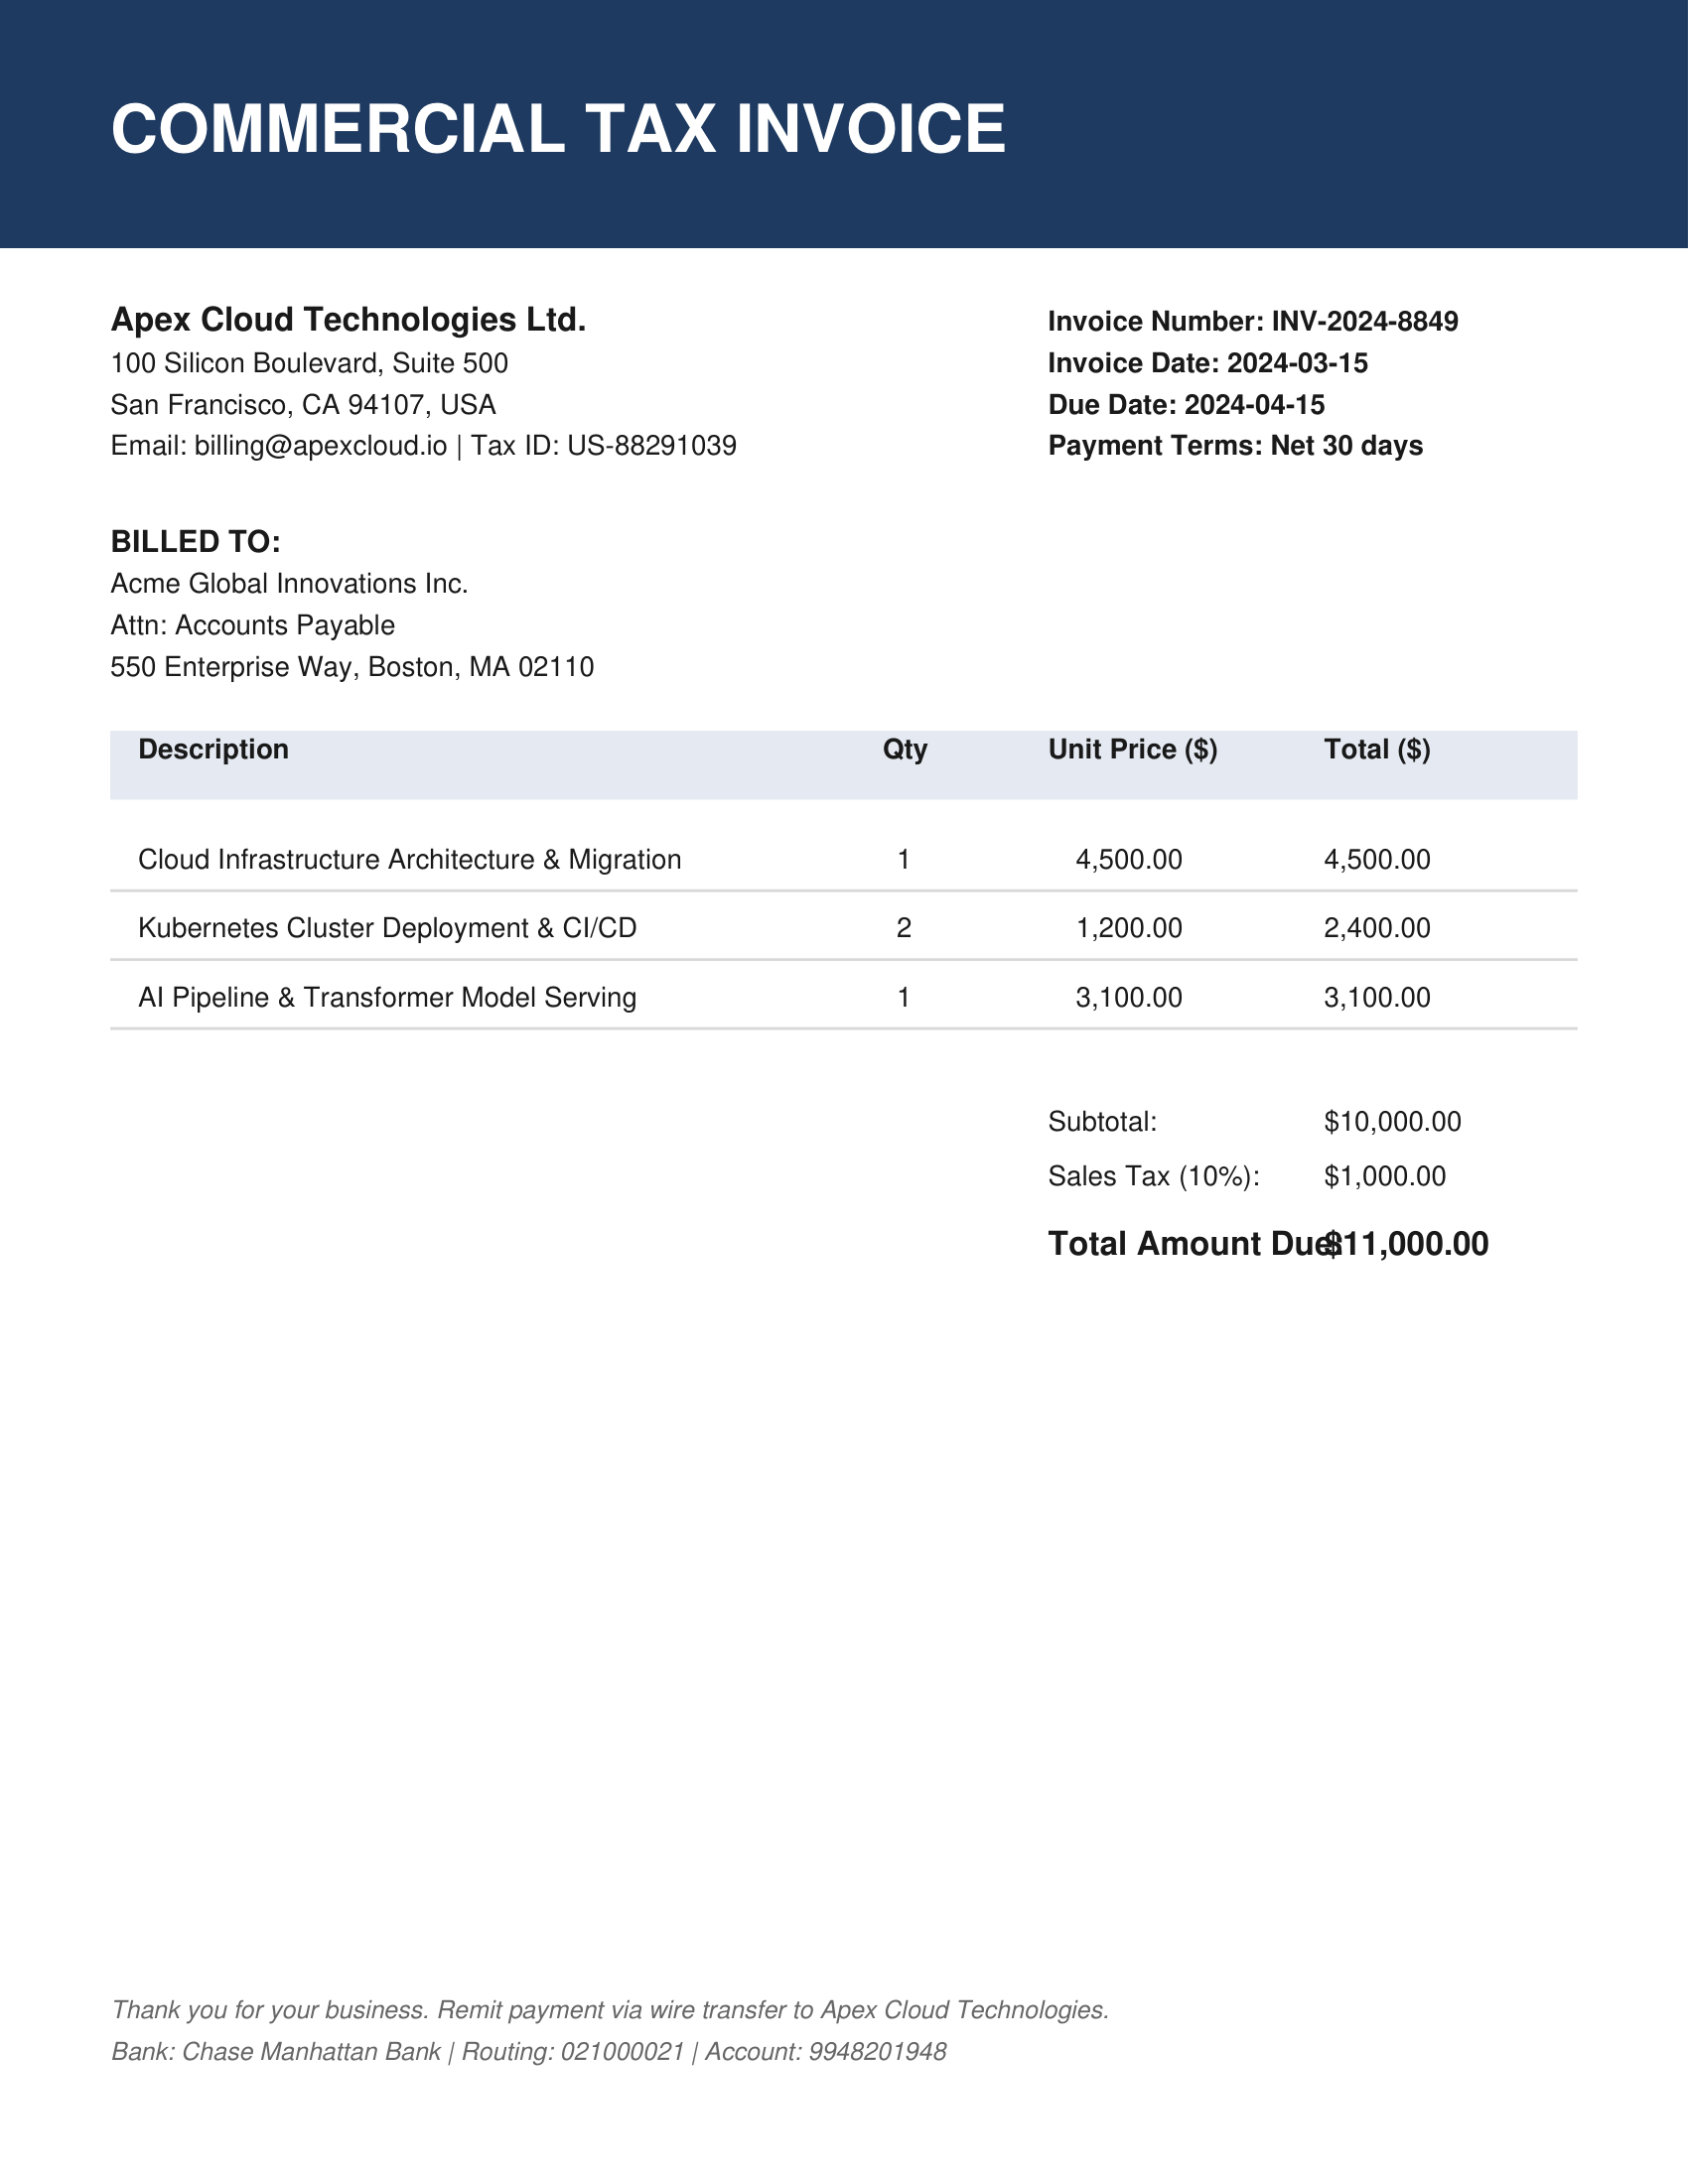 COMMERCIAL TAX INVOICE
Apex Cloud Technologies Ltd.
100 Silicon Boulevard, Suite 500
San Francisco, CA 94107, USA
Email: billing@apexcloud.io | Tax ID: US-88291039
Invoice Number: INV-2024-8849
Invoice Date: 2024-03-15
Due Date: 2024-04-15
Payment Terms: Net 30 days
BILLED TO:
Acme Global Innovations Inc.
Attn: Accounts Payable
550 Enterprise Way, Boston, MA 02110
Description Qty Unit Price ($) Total ($)
Cloud Infrastructure Architecture & Migration 1 4,500.00 4,500.00
Kubernetes Cluster Deployment & CI/CD 2 1,200.00 2,400.00
AI Pipeline & Transformer Model Serving 1 3,100.00 3,100.00
Subtotal: $10,000.00
Sales Tax (10%): $1,000.00
Total Amount Due: $11,000.00
Thank you for your business. Remit payment via wire transfer to Apex Cloud Technologies.
Bank: Chase Manhattan Bank | Routing: 021000021 | Account: 9948201948